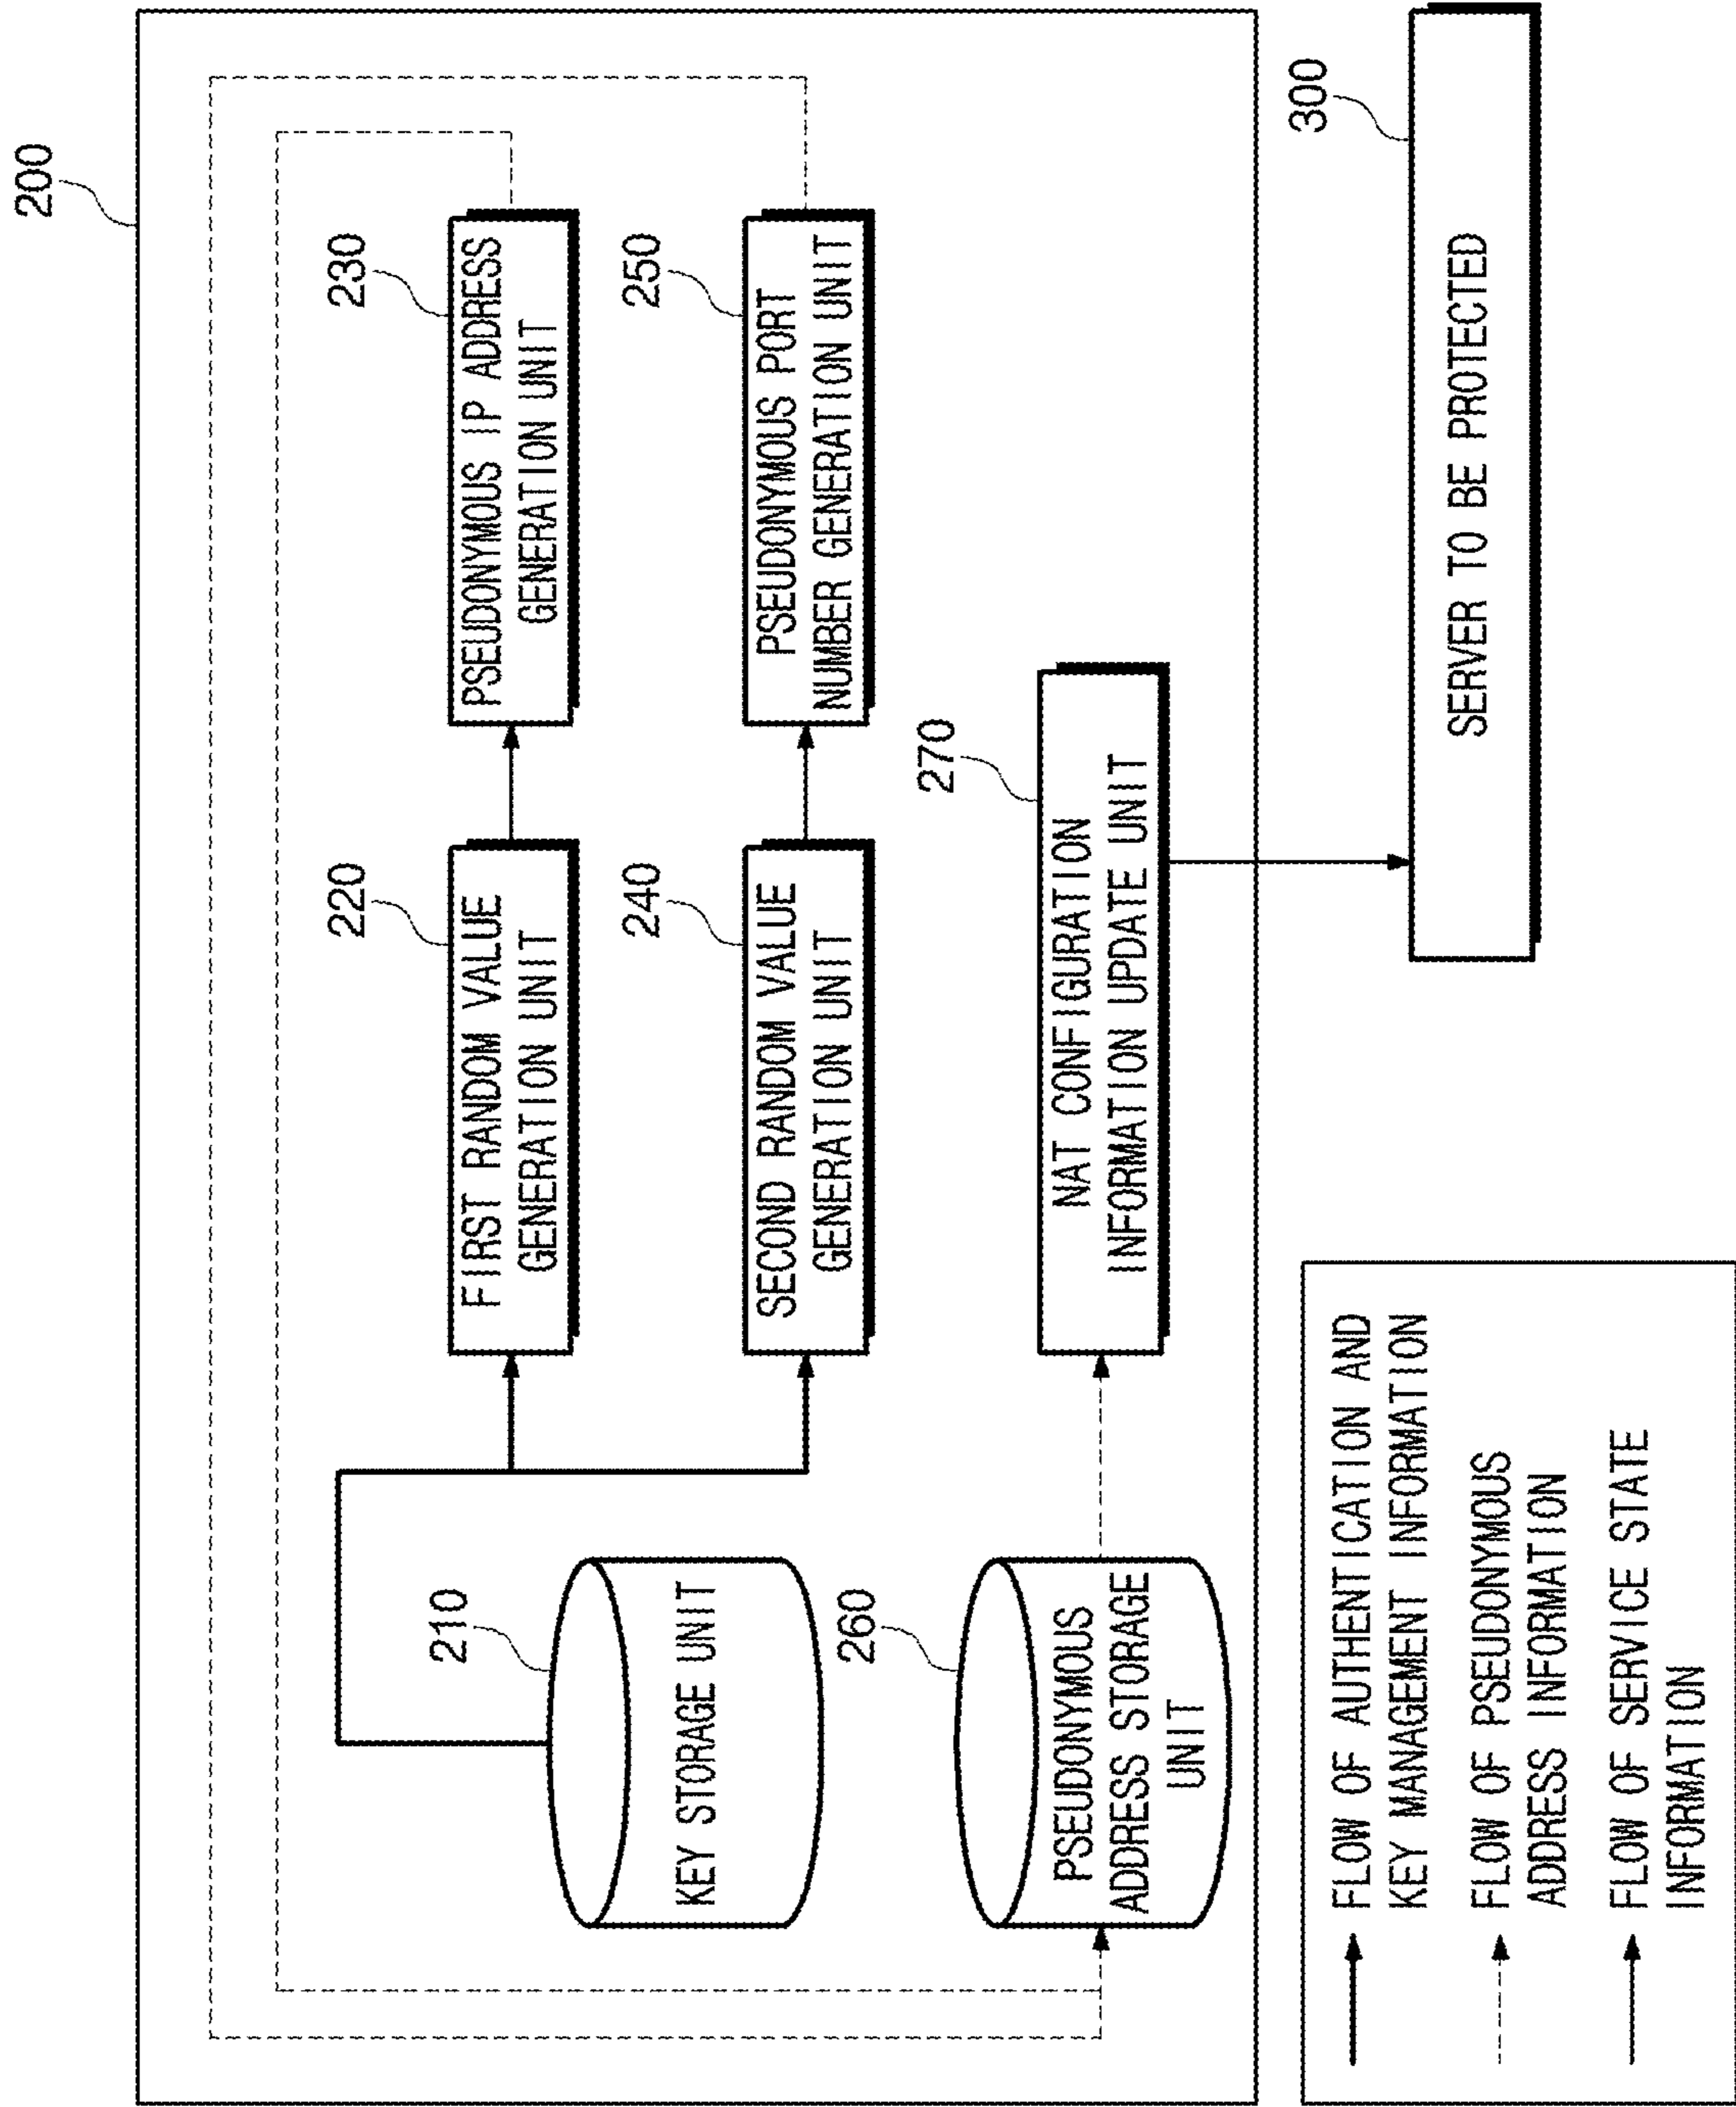 200
210
KEY STORAGE UNIT
220
FIRST RANDOM VALUE
GENERATION UNIT
230
PSEUDONYMOUS IP ADDRESS
GENERATION UNIT
240
SECOND RANDOM VALUE
GENERATION UNIT
250
PSEUDONYMOUS PORT
NUMBER GENERATION UNIT
260
PSEUDONYMOUS
ADDRESS STORAGE
UNIT
270
NAT CONFIGURATION
INFORMATION UPDATE UNIT
300
SERVER TO BE PROTECTED
FLOW OF AUTHENTICATION AND
KEY MANAGEMENT INFORMATION
FLOW OF PSEUDONYMOUS
ADDRESS INFORMATION
FLOW OF SERVICE STATE
INFORMATION